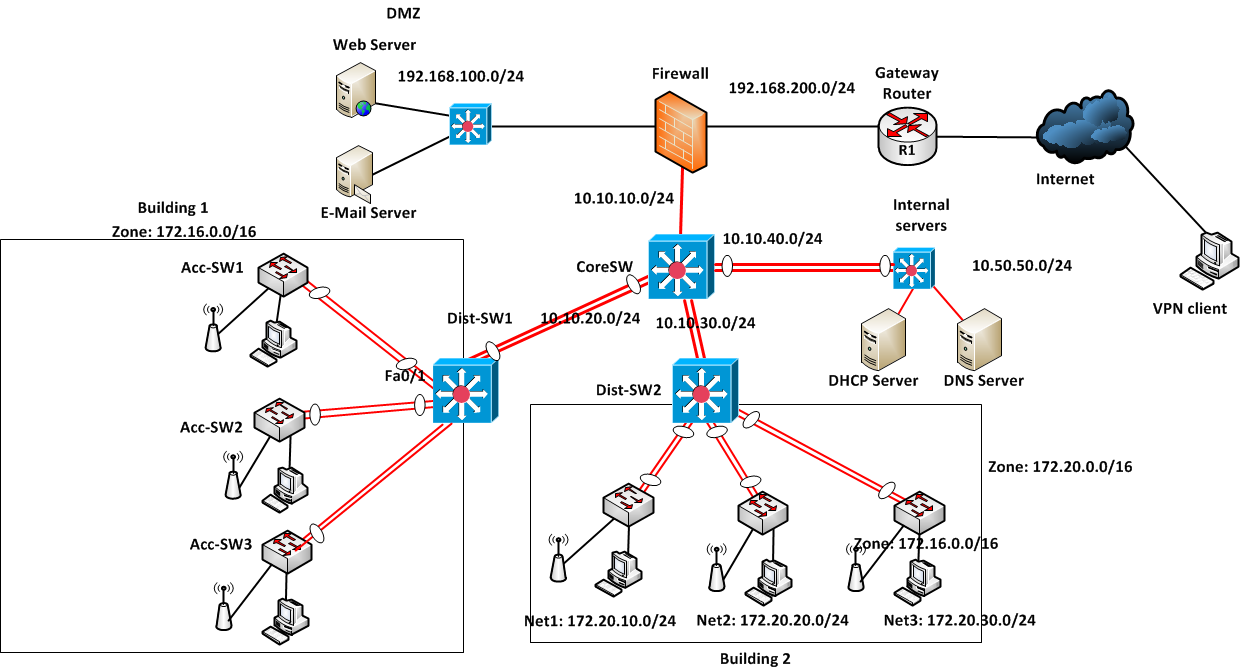 DMZ
Web Server
192.168.100.0/24
Firewall
192.168.200.0/24
Gateway
Router
R1
Internet
E-Mail Server
10.10.10.0/24
Building 1
Zone: 172.16.0.0/16
Internal
servers
10.10.40.0/24
10.50.50.0/24
CoreSW
Acc-SW1
VPN client
Dist-SW1
10.10.20.0/24
10.10.30.0/24
Fa0/1
DHCP Server
DNS Server
Dist-SW2
Acc-SW2
Zone: 172.20.0.0/16
Acc-SW3
Zone: 172.16.0.0/16
Net1: 172.20.10.0/24
Net2: 172.20.20.0/24
Net3: 172.20.30.0/24
Building 2